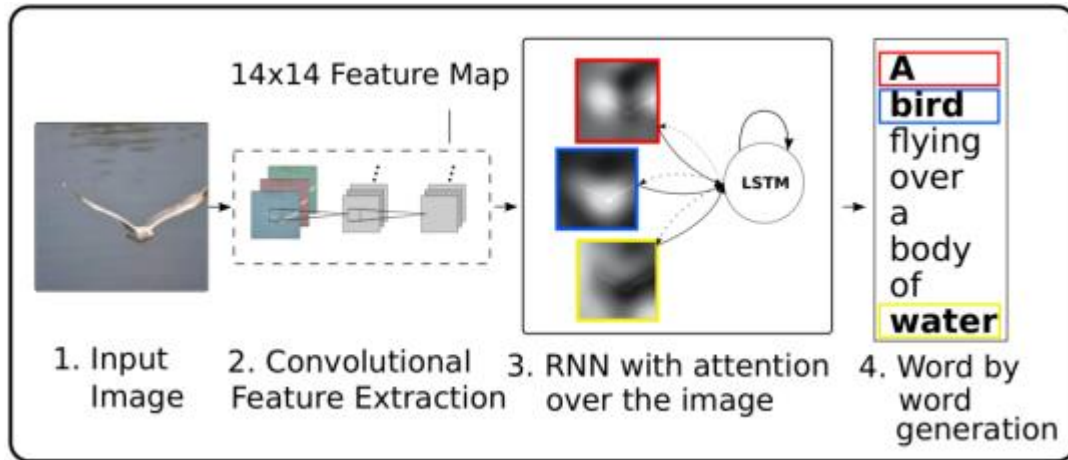 14x14 Feature Map
LSTM
A
bird
flying
over
a
body
of
water
1. Input
Image
2. Convolutional
Feature Extraction
3. RNN with attention
over the image
4. Word by
word
generation